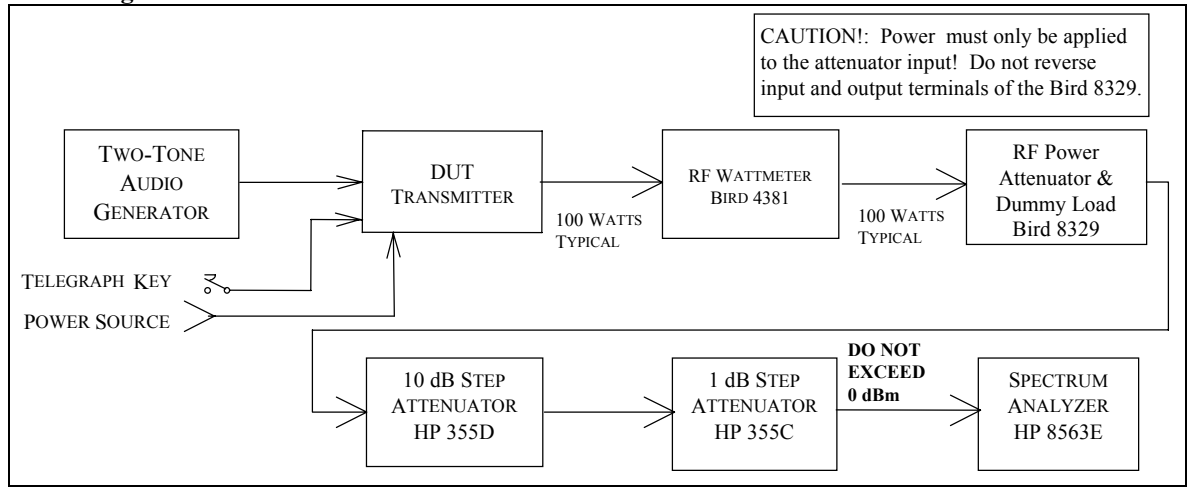 g
CAUTION!: Power must only be applied
to the attenuator input! Do not reverse
input and output terminals of the Bird 8329.
TWO-TONE
AUDIO
GENERATOR
DUT
TRANSMITTER
RF WATTMETER
BIRD 4381
RF Power
Attenuator &
Dummy Load
Bird 8329
100 WATTS
TYPICAL
100 WATTS
TYPICAL
TELEGRAPH KEY
POWER SOURCE
10 dB STEP
ATTENUATOR
HP 355D
1 dB STEP
ATTENUATOR
HP 355C
DO NOT
EXCEED
0 dBm
SPECTRUM
ANALYZER
HP 8563E